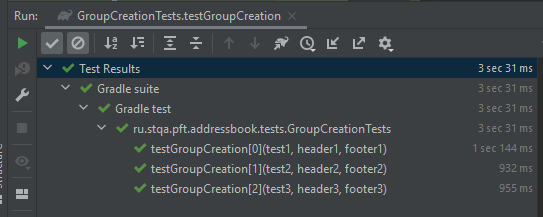 Run: GroupCreationTests.testGroupCreation
Test Results 3 sec 31 ms
Gradle suite 3 sec 31 ms
Gradle test 3 sec 31 ms
ru.stqa.pft.addressbook.tests.GroupCreationTests 3 sec 31 ms
testGroupCreation[0](test1, header1, footer1) 1 sec 144 ms
testGroupCreation[1](test2, header2, footer2) 932 ms
testGroupCreation[2](test3, header3, footer3) 955 ms